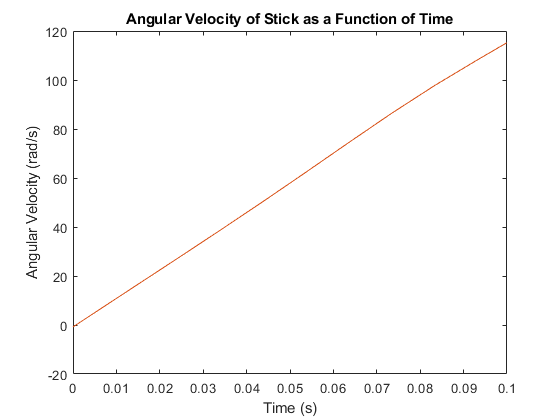 Angular Velocity of Stick as a Function of Time
120
100
80
60
40
20
0
-20
Angular Velocity (rad/s)
0 0.01 0.02 0.03 0.04 0.05 0.06 0.07 0.08 0.09 0.1
Time (s)